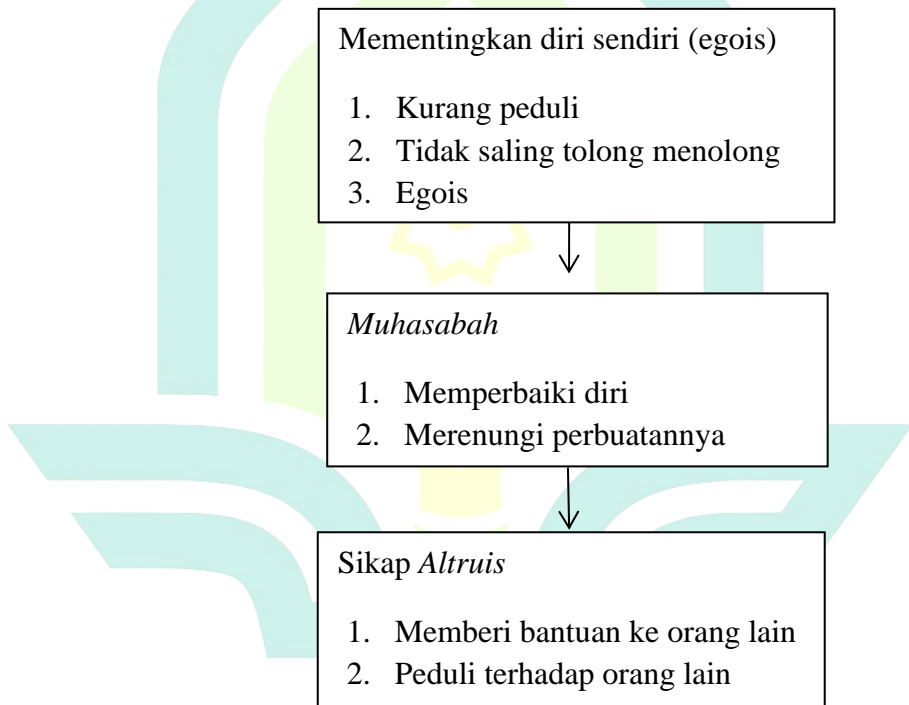 Mementingkan diri sendiri (egois)
1. Kurang peduli
2. Tidak saling tolong menolong
3. Egois
Muhasabah
1. Memperbaiki diri
2. Merenungi perbuatannya
Sikap Altruis
1. Memberi bantuan ke orang lain
2. Peduli terhadap orang lain